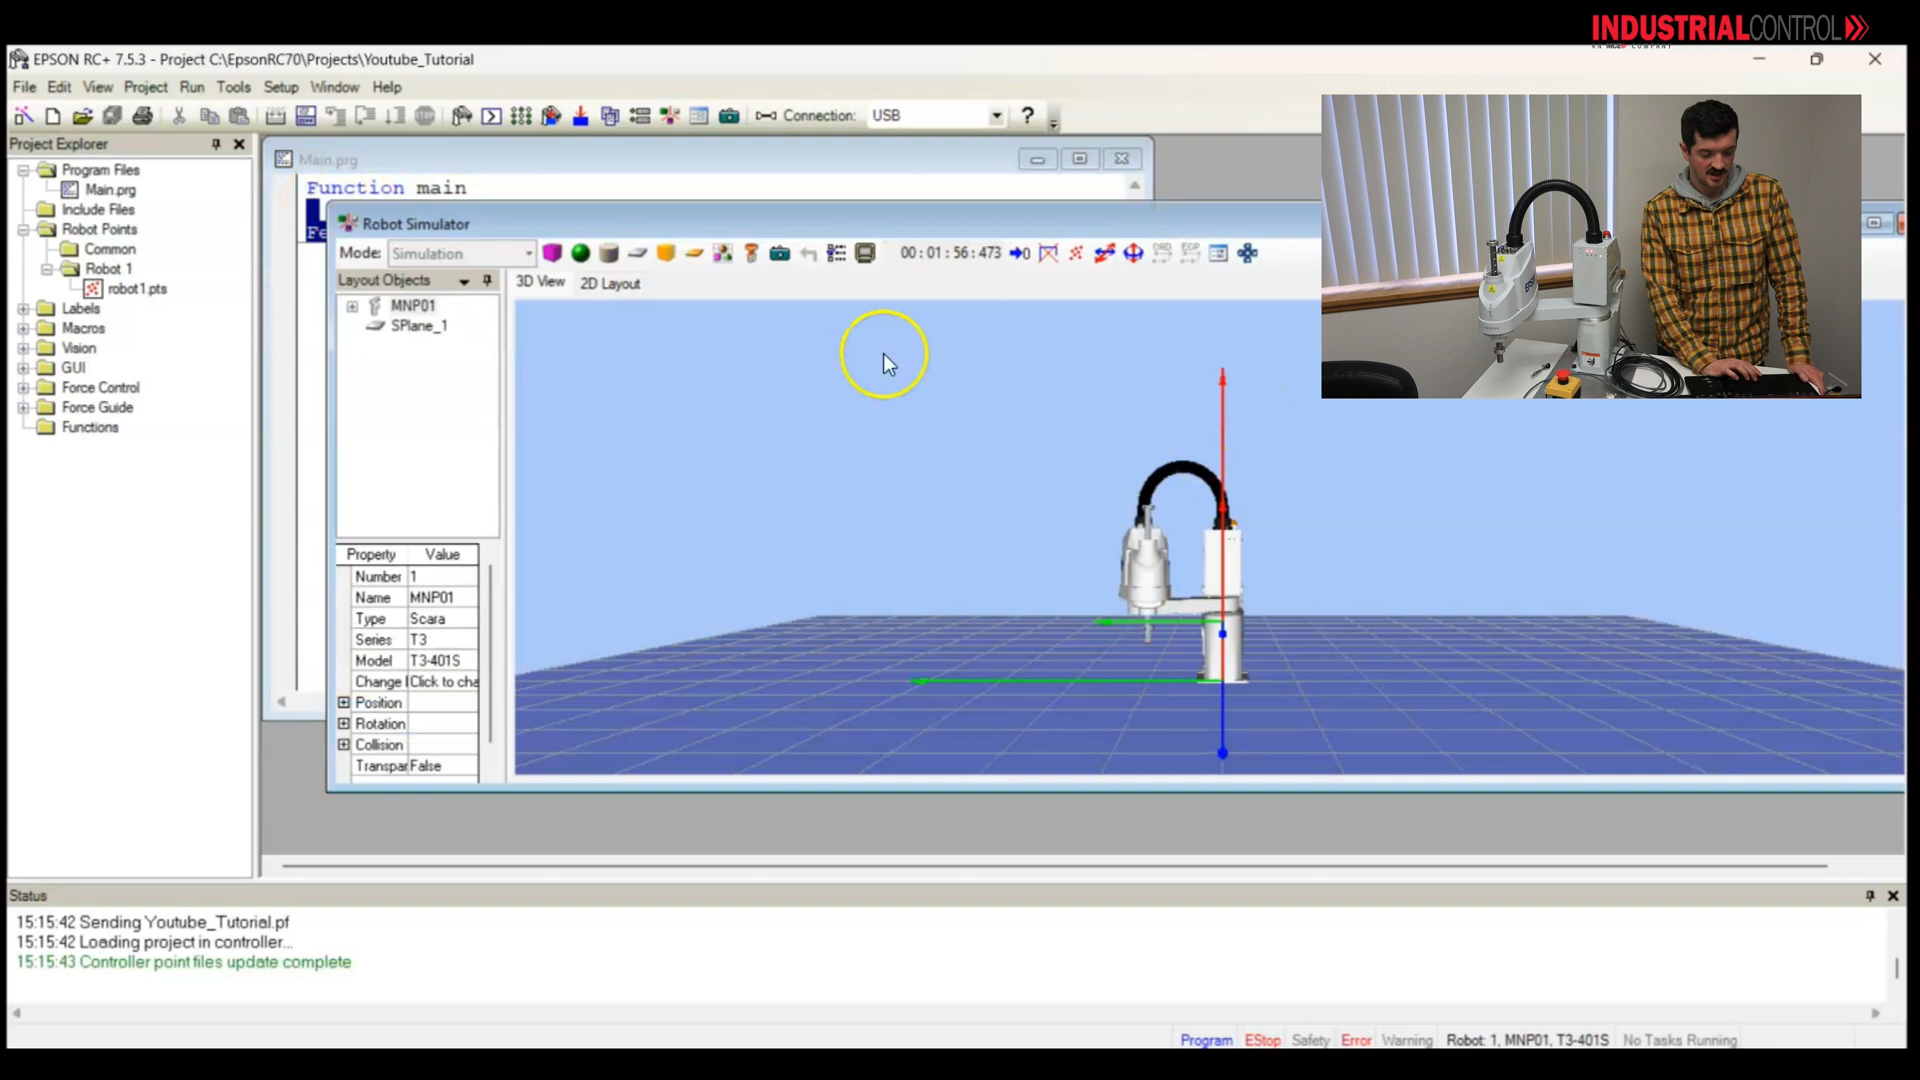 INDUSTRIALCONTROL
EPSON RC+ 7.5.3 - Project C:\EpsonRC70\Projects\Youtube_Tutorial
File Edit View Project Run Tools Setup Window Help
Connection: USB ?
Project Explorer
Program Files
Main.prg
Include Files
Robot Points
Common
Robot 1
robot1.pts
Labels
Macros
Vision
GUI
Force Control
Force Guide
Functions
Main.prg
Function main
Robot Simulator
Mode: Simulation 00:01:56:473
Layout Objects
3D View 2D Layout
MNP01
SPlane_1
Property Value
Number 1
Name MNP01
Type Scara
Series T3
Model T3-401S
Change Click to cha
Position
Rotation
Collision
Transpar False
Status
15:15:42 Sending Youtube_Tutorial.pf
15:15:42 Loading project in controller...
15:15:43 Controller point files update complete
Program EStop Safety Error Warning Robot: 1, MNP01, T3-401S No Tasks Running